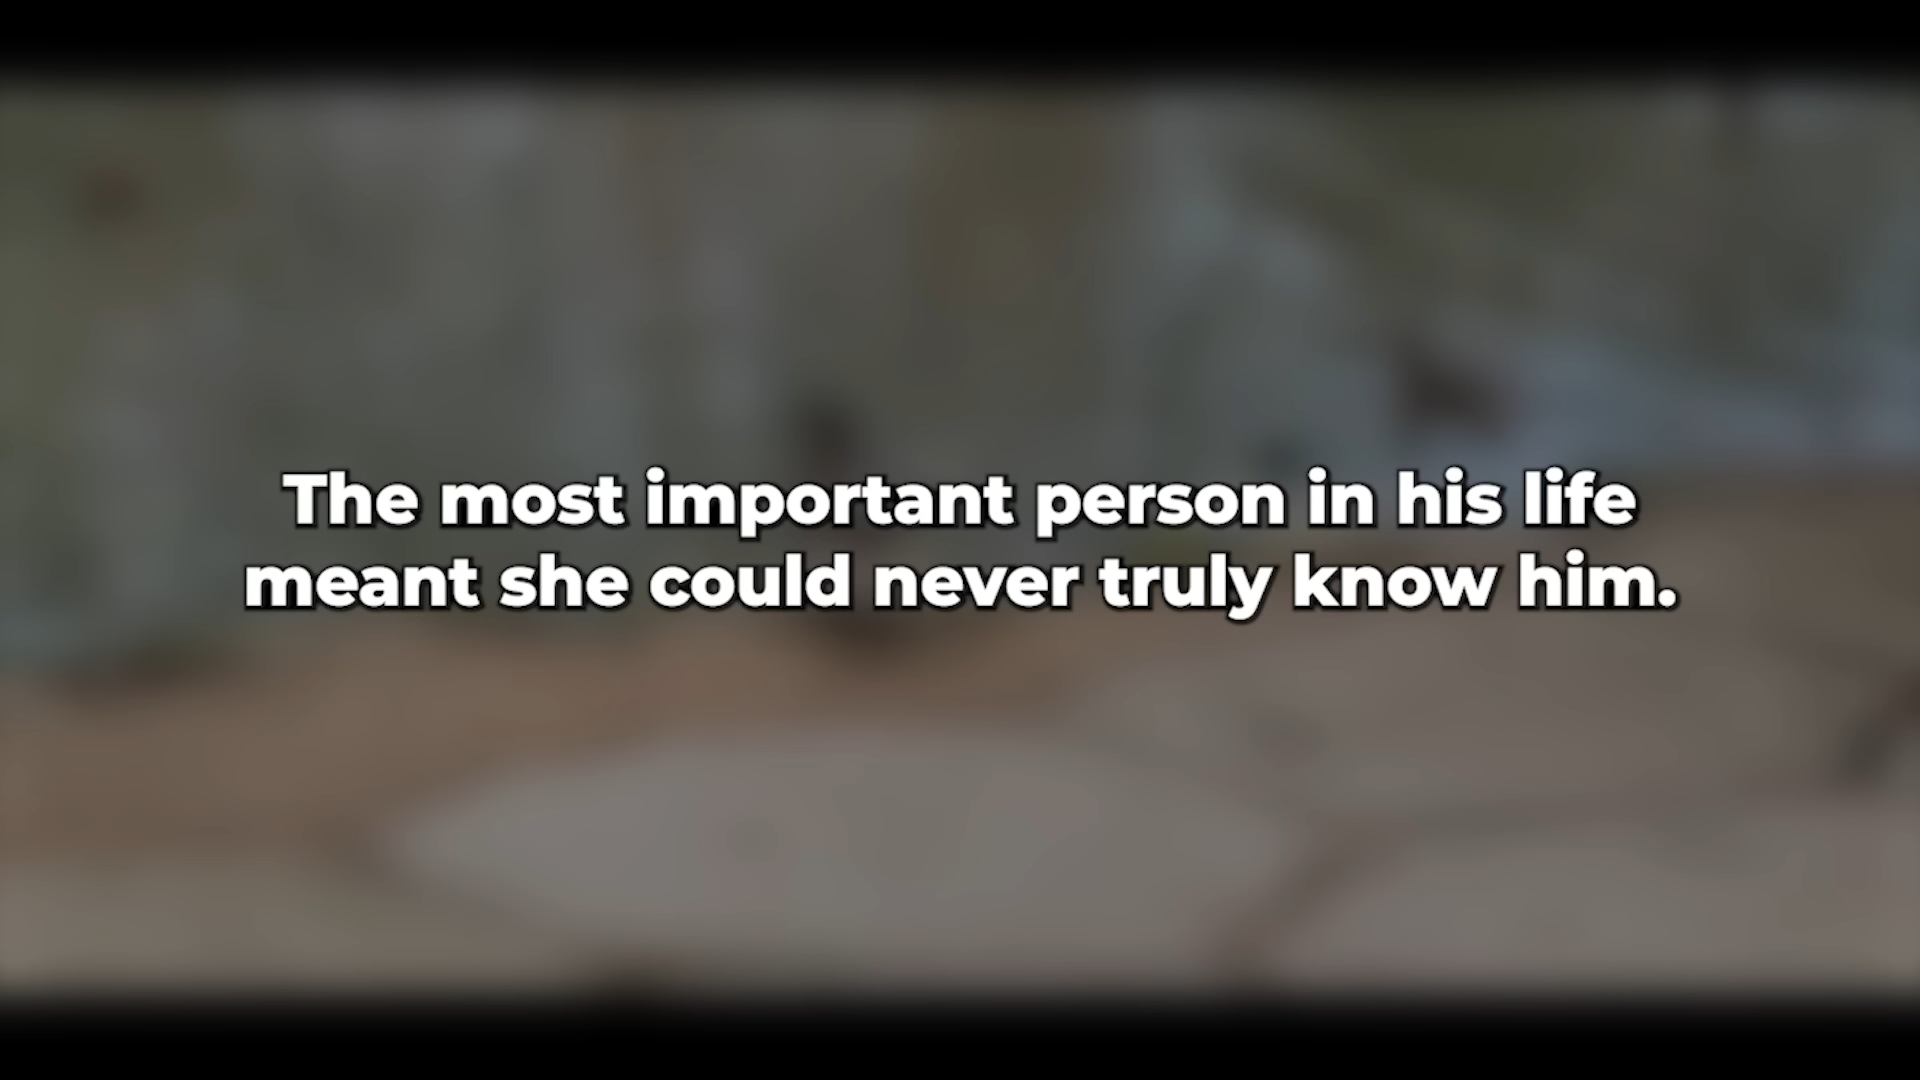 The most important person in his life
meant she could never truly know him.